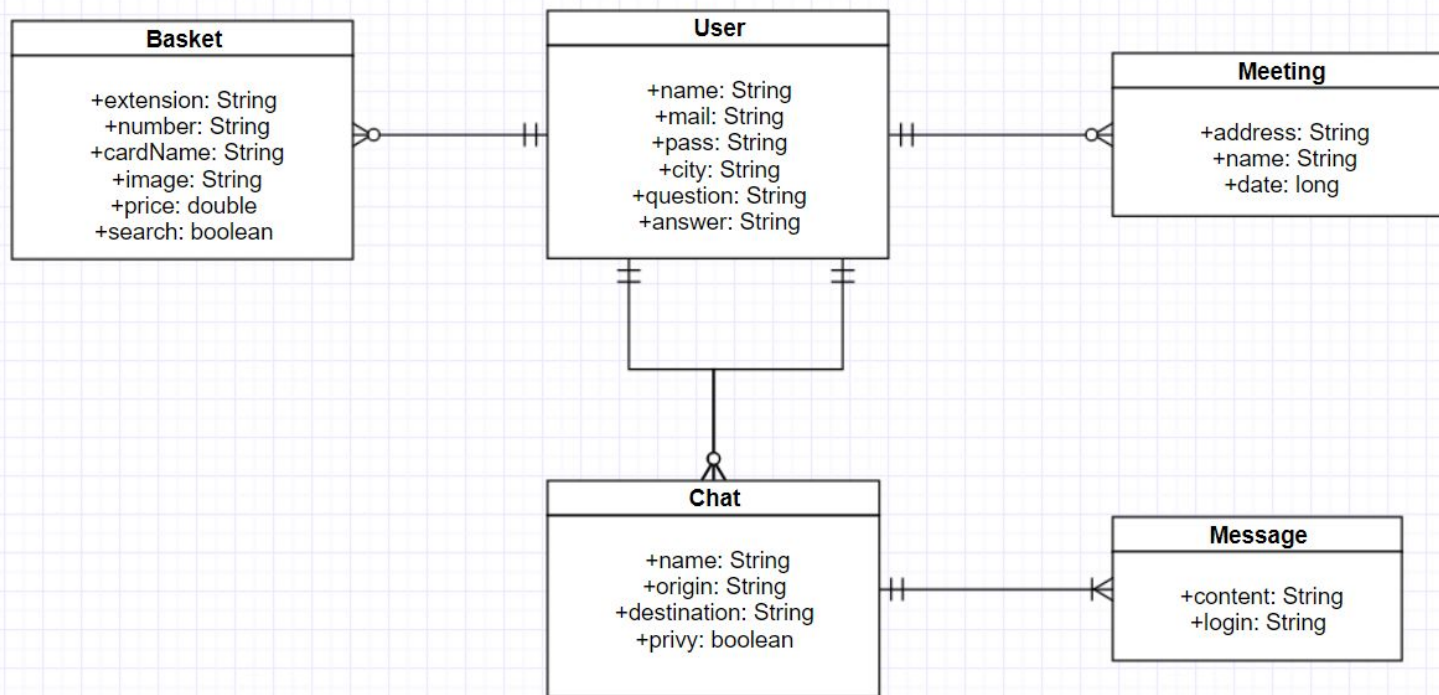 Basket
+extension: String
+number: String
+cardName: String
+image: String
+price: double
+search: boolean
User
+name: String
+mail: String
+pass: String
+city: String
+question: String
+answer: String
Meeting
+address: String
+name: String
+date: long
Chat
+name: String
+origin: String
+destination: String
+privy: boolean
Message
+content: String
+login: String